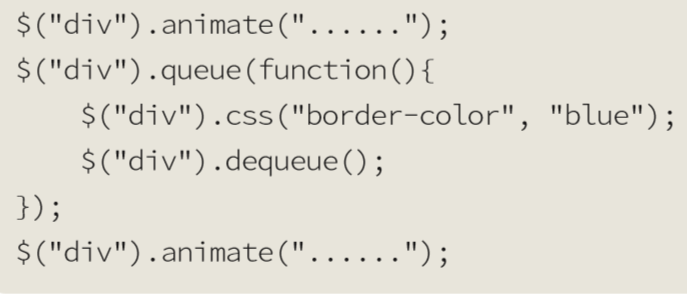 $("div").animate("......");
$("div").queue(function(){
    $("div").css("border-color", "blue");
    $("div").dequeue();
});
$("div").animate("......");